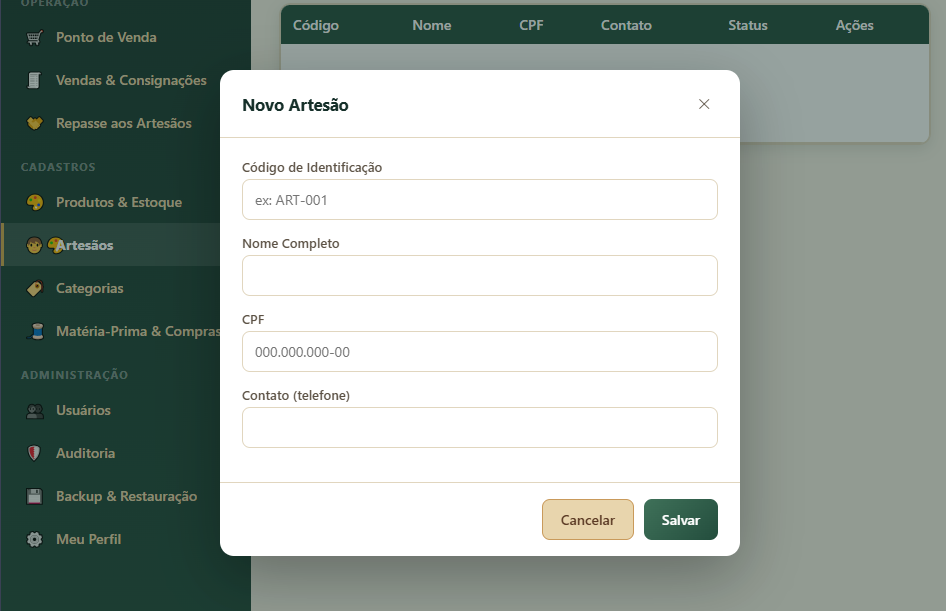 OPERAÇÃO
Ponto de Venda
Vendas & Consignações
Repasse aos Artesãos
CADASTROS
Produtos & Estoque
Artesãos
Categorias
Matéria-Prima & Compras
ADMINISTRAÇÃO
Usuários
Auditoria
Backup & Restauração
Meu Perfil
Código Nome CPF Contato Status Ações
Novo Artesão
Código de Identificação
ex: ART-001
Nome Completo
CPF
000.000.000-00
Contato (telefone)
Cancelar Salvar